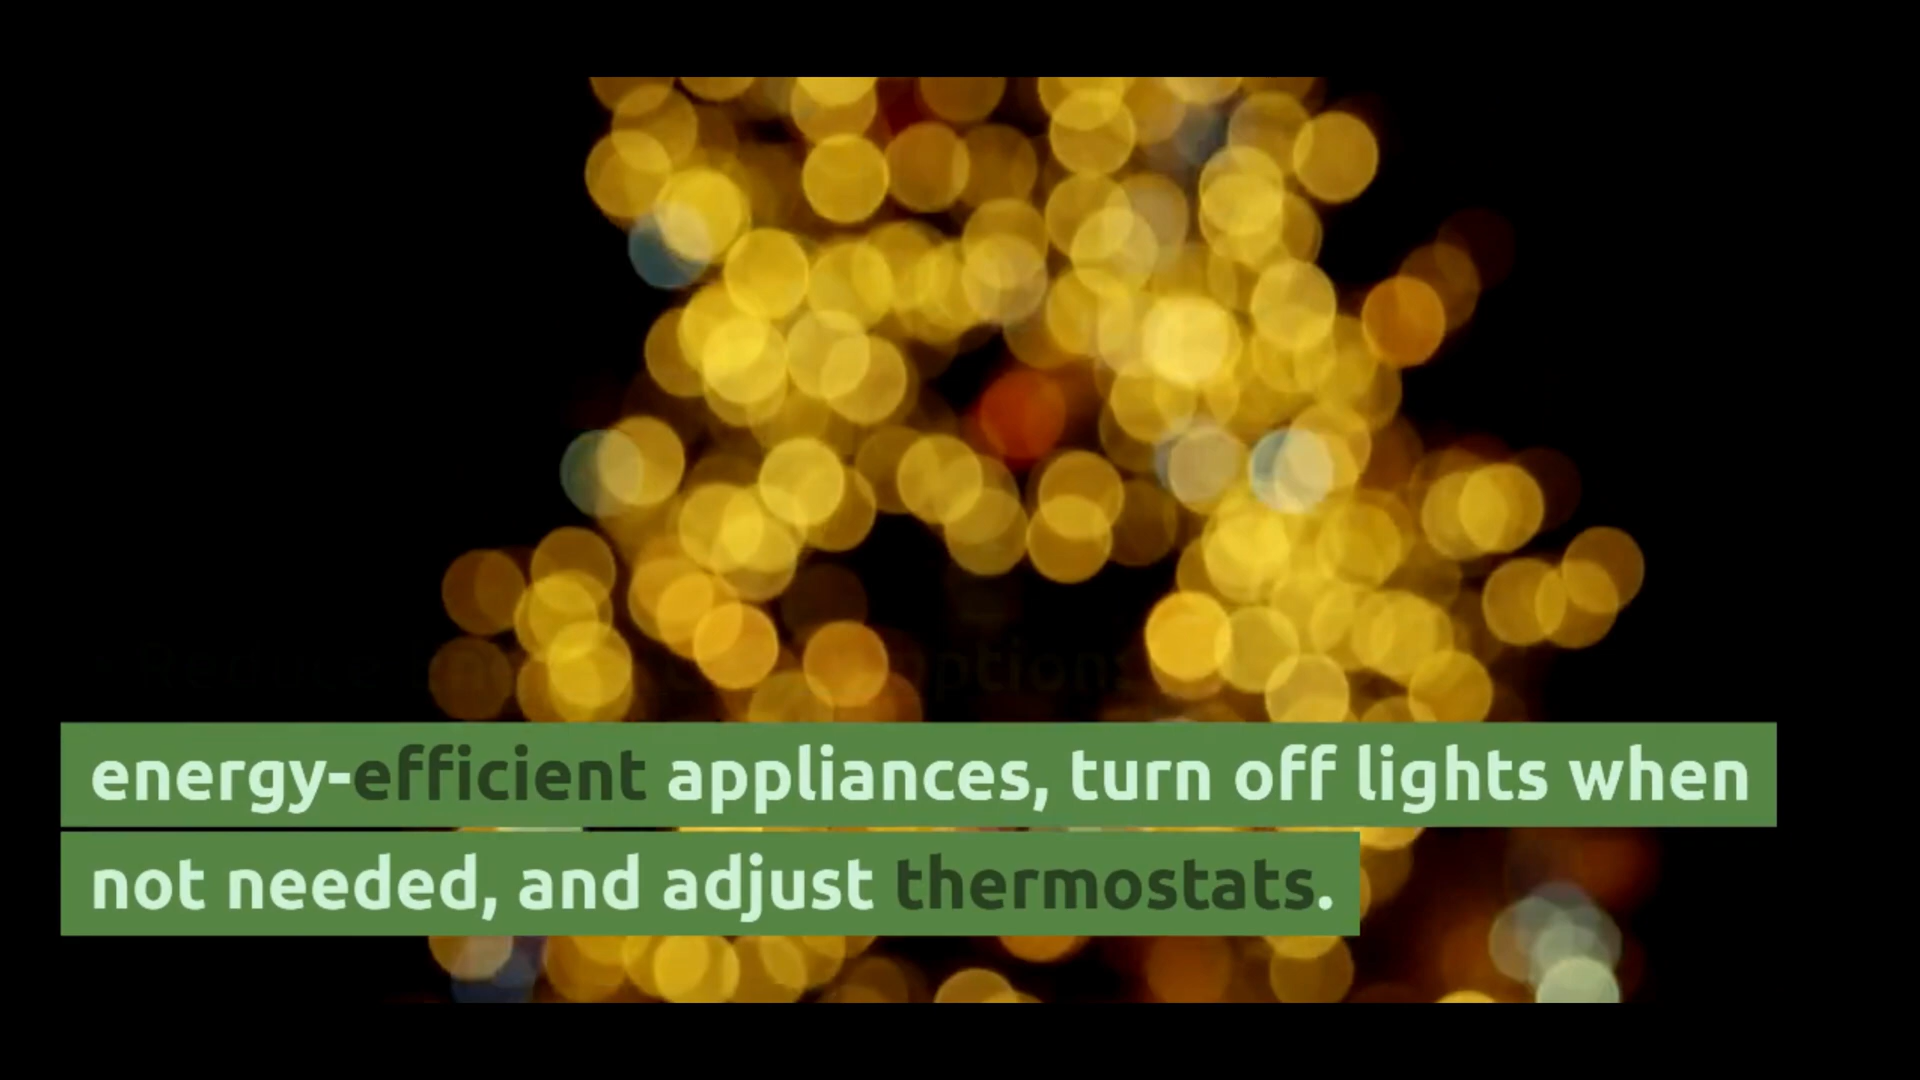 energy-efficient appliances, turn off lights when
not needed, and adjust thermostats.